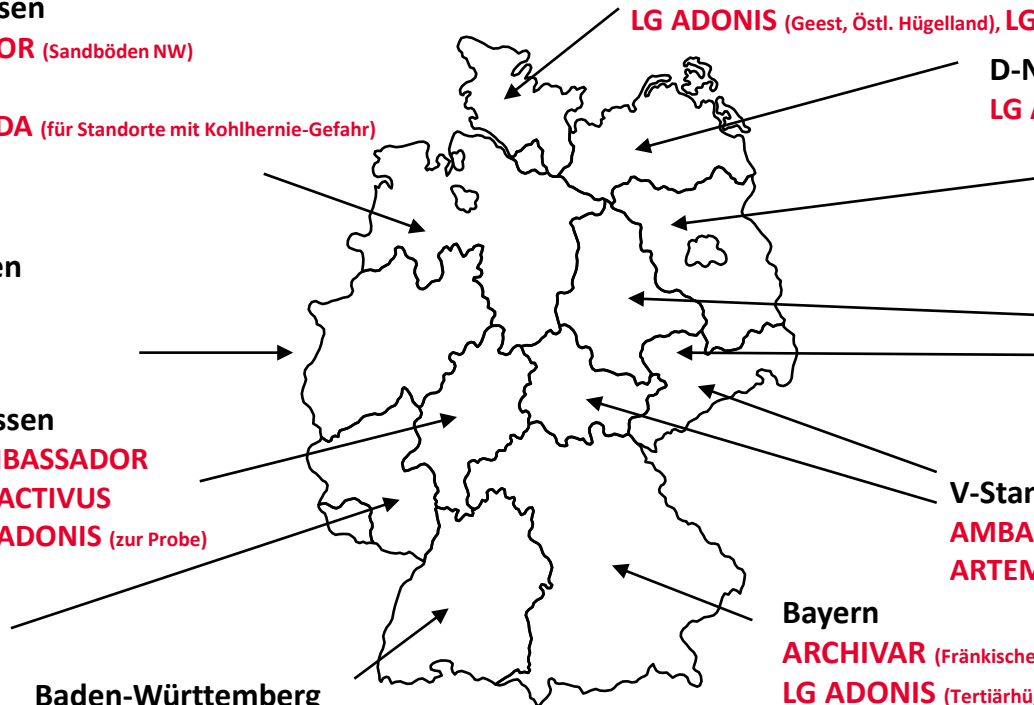 sen
OR (Sandböden NW)
DA (für Standorte mit Kohlhernie-Gefahr)
en
ssen
BASSADOR
ACTIVUS
ADONIS (zur Probe)
Baden-Württemberg
LG ADONIS (Geest, Östl. Hügelland), LG
D-N
LG A
V-Star
AMBA
ARTEM
Bayern
ARCHIVAR (Fränkische
LG ADONIS (Tertiärhü